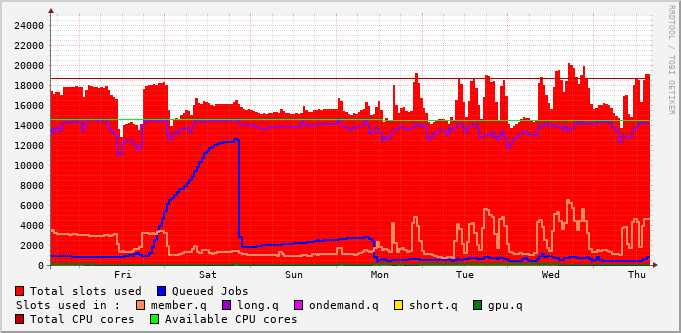 24000
22000
20000
18000
16000
14000
12000
10000
8000
6000
4000
2000
0
Fri Sat Sun Mon Tue Wed Thu
RRDTOOL / TOBI OETIKER
Total slots used Queued Jobs
Slots used in : member.q long.q ondemand.q short.q gpu.q
Total CPU cores Available CPU cores